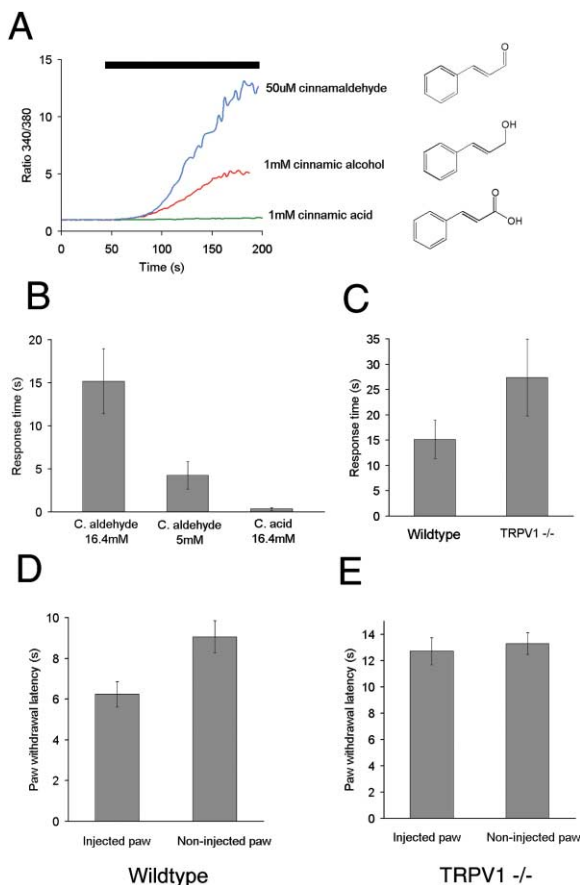 A
15
10
5
0
Ratio 340/380
0 50 100 150 200
Time (s)
50uM cinnamaldehyde
1mM cinnamic alcohol
1mM cinnamic acid
O
OH
O
OH
B
20
15
10
5
0
Response time (s)
C. aldehyde C. aldehyde C. acid
16.4mM 5mM 16.4mM
C
35
30
25
20
15
10
5
0
Response time (s)
Wildtype TRPV1 -/-
D
10
8
6
4
2
0
Paw withdrawal latency (s)
Injected paw Non-injected paw
Wildtype
E
14
12
10
8
6
4
2
0
Paw withdrawal latency (s)
Injected paw Non-injected paw
TRPV1 -/-